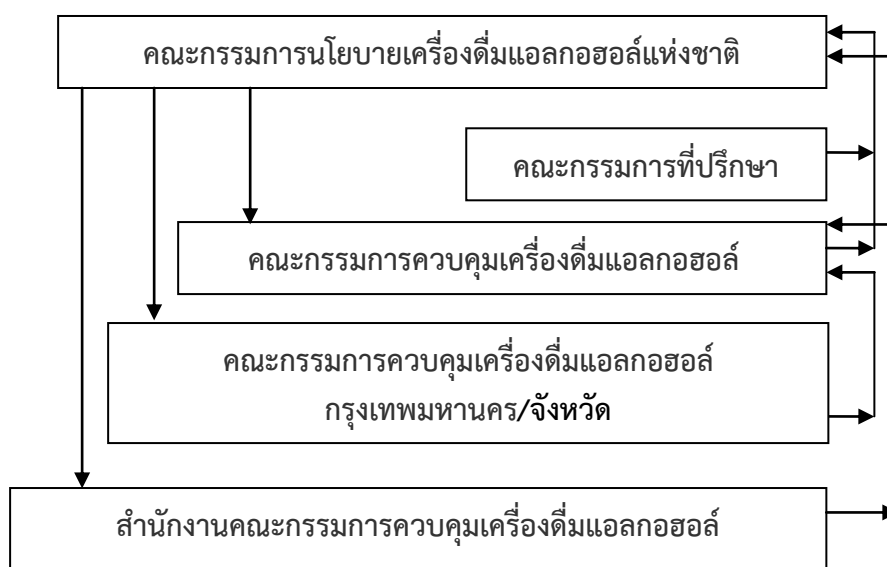 คณะกรรมการนโยบายเครื่องดื่มแอลกอฮอล์แห่งชาติ
คณะกรรมการที่ปรึกษา
คณะกรรมการควบคุมเครื่องดื่มแอลกอฮอล์
คณะกรรมการควบคุมเครื่องดื่มแอลกอฮอล์
กรุงเทพมหานคร/จังหวัด
สำนักงานคณะกรรมการควบคุมเครื่องดื่มแอลกอฮอล์